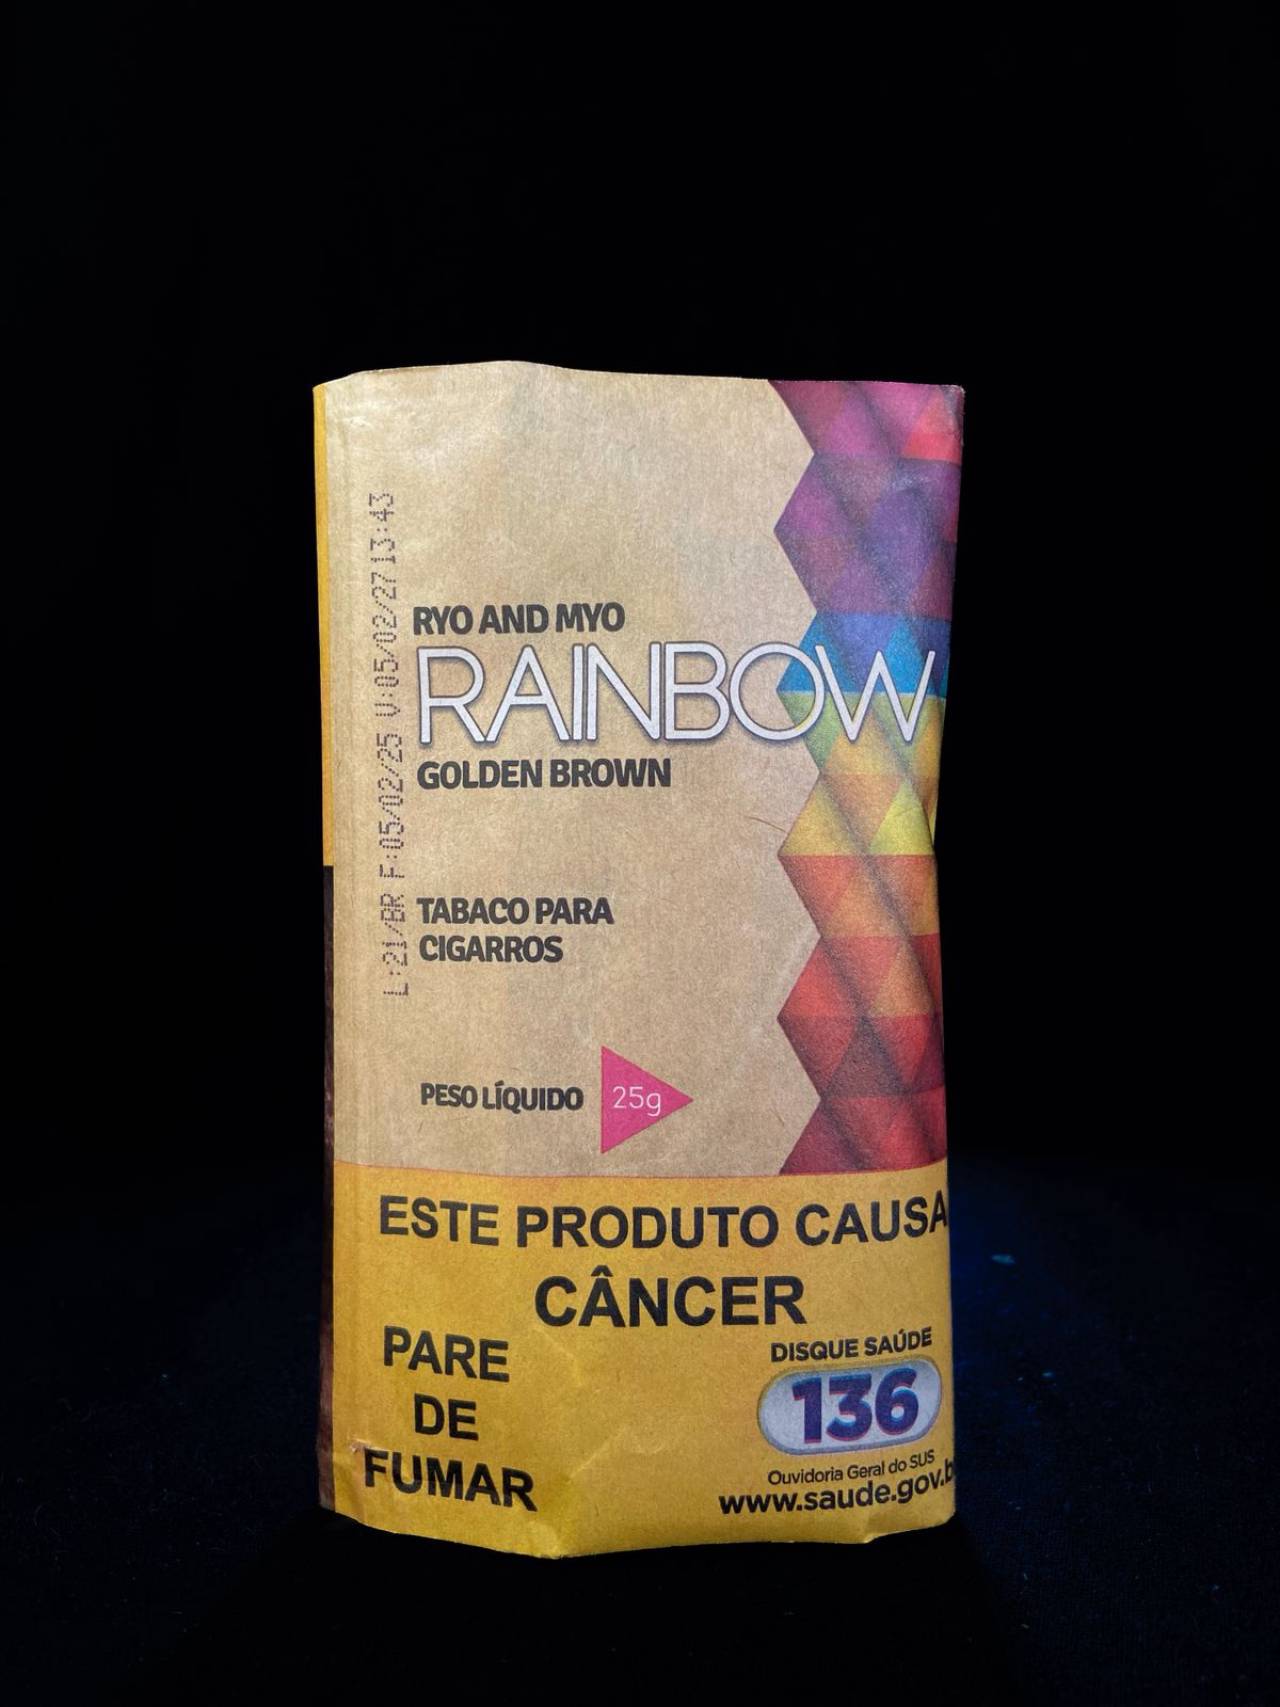 L:21/BR F:05/02/25 V:05/02/27 13:43
RYO AND MYO
RAINBOW
GOLDEN BROWN
TABACO PARA
CIGARROS
PESO LÍQUIDO 25g
ESTE PRODUTO CAUSA
CÂNCER
PARE
DE
FUMAR
DISQUE SAÚDE
136
Ouvidoria Geral do SUS
www.saude.gov.b